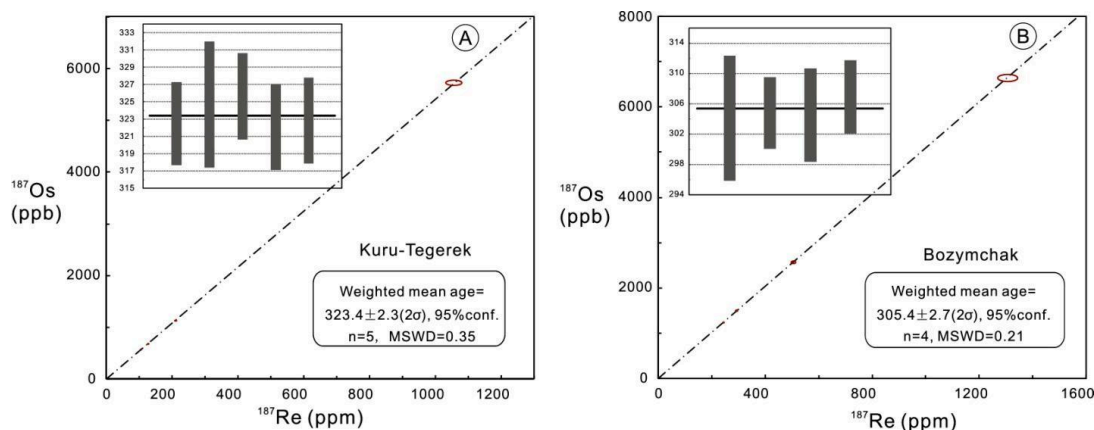 A
333
331
329
327
325
323
321
319
317
315
6000
4000
2000
0
187Os
(ppb)
Kuru-Tegerek
Weighted mean age=
323.4±2.3(2σ), 95%conf.
n=5, MSWD=0.35
0 200 400 600 800 1000 1200
187Re (ppm)
B
314
310
306
302
298
294
8000
6000
4000
2000
0
187Os
(ppb)
Bozymchak
Weighted mean age=
305.4±2.7(2σ), 95%conf.
n=4, MSWD=0.21
0 400 800 1200 1600
187Re (ppm)